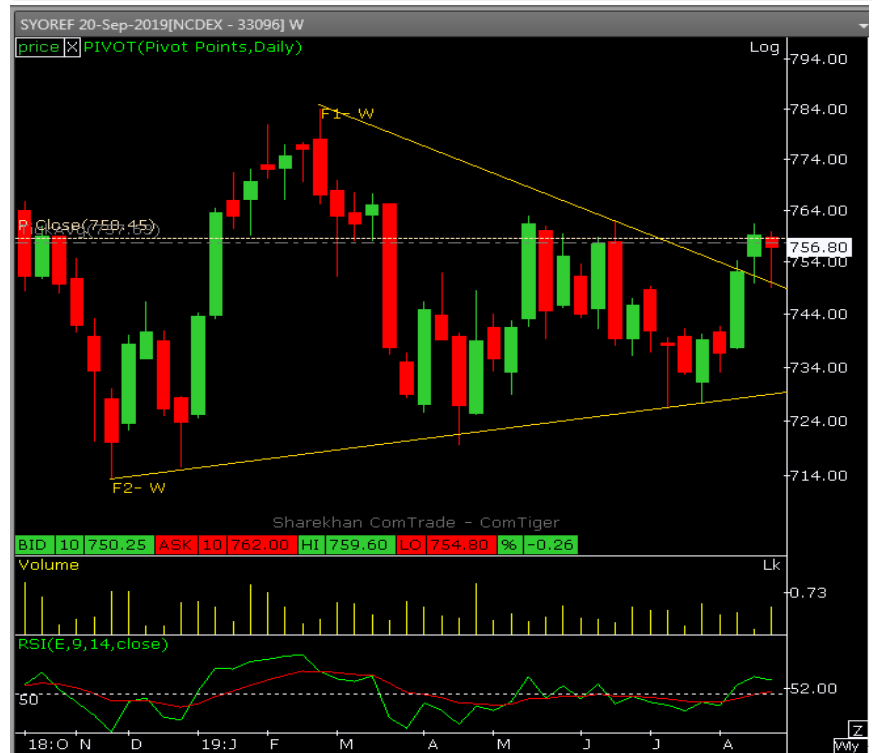 SYOREF 20-Sep-2019[NCDEX - 33096] W
price X PIVOT(Pivot Points,Daily) Log
794.00
F1- W 784.00
774.00
764.00
P.Close(758.45)
756.80
754.00
744.00
734.00
724.00
714.00
F2- W
Sharekhan ComTrade - ComTiger
BID 10 750.25 ASK 10 762.00 HI 759.60 LO 754.80 % -0.26
Volume Lk
0.73
RSI(E,9,14,close)
50 52.00
Z
18:O N D 19:J F M A M J J A Wly